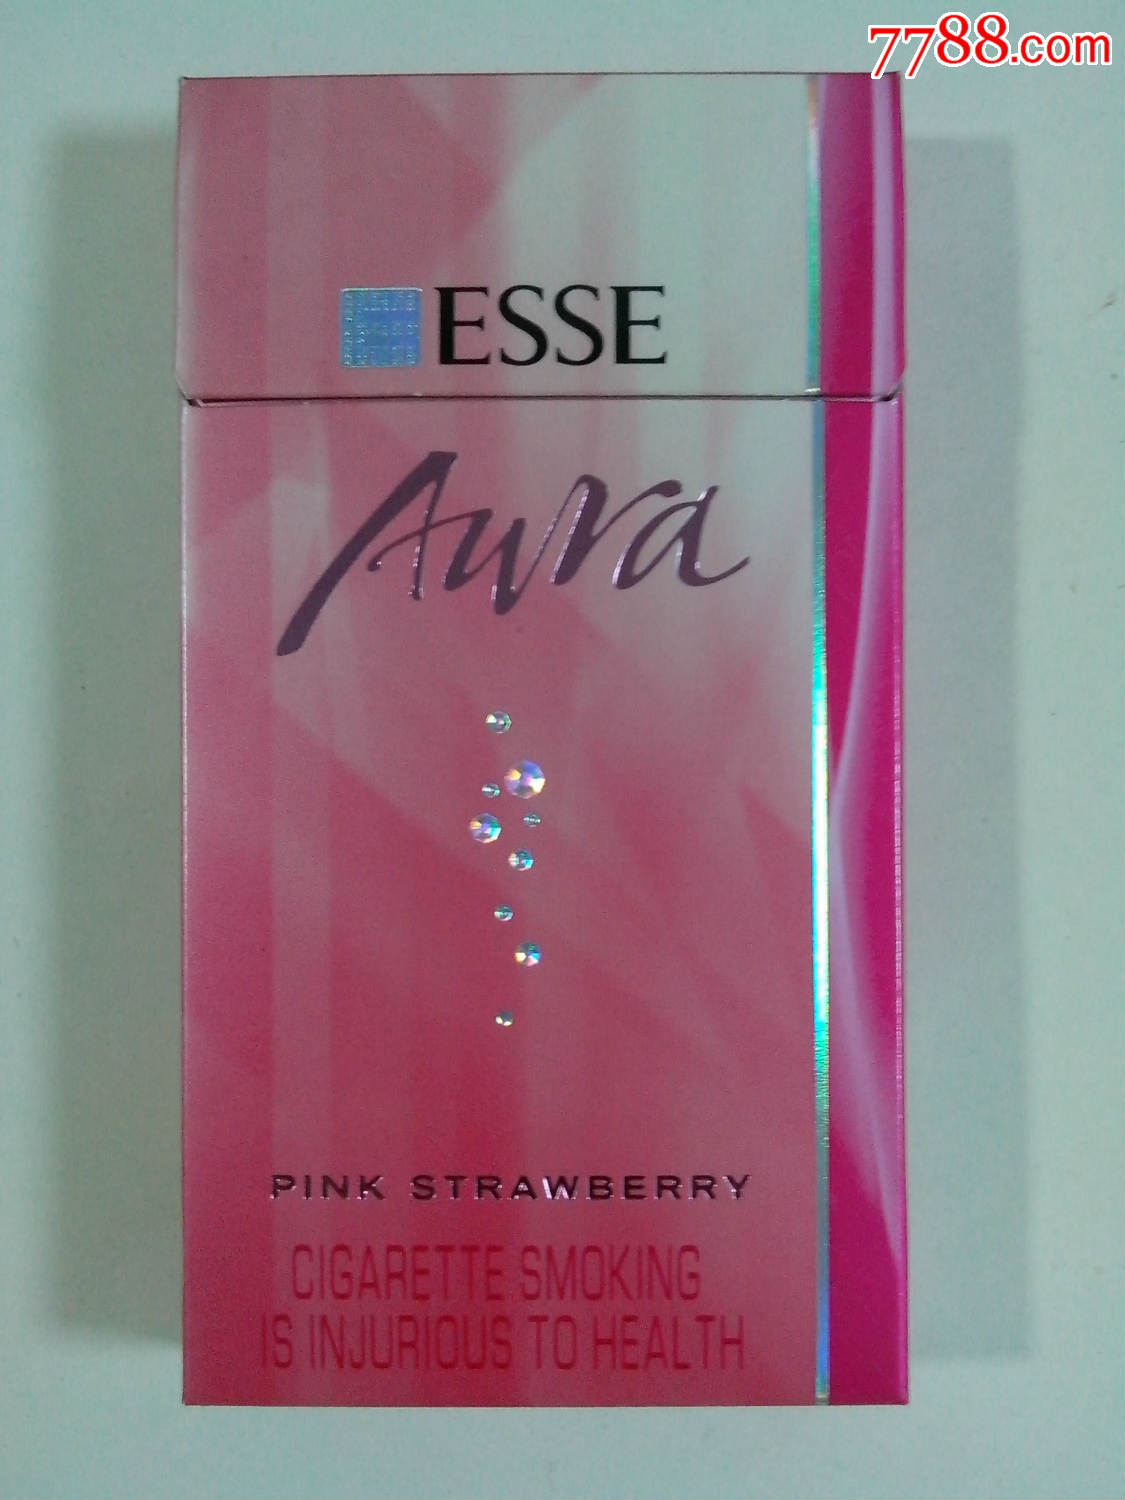 7788.com
ESSE
Aura
PINK STRAWBERRY
CIGARETTE SMOKING
IS INJURIOUS TO HEALTH